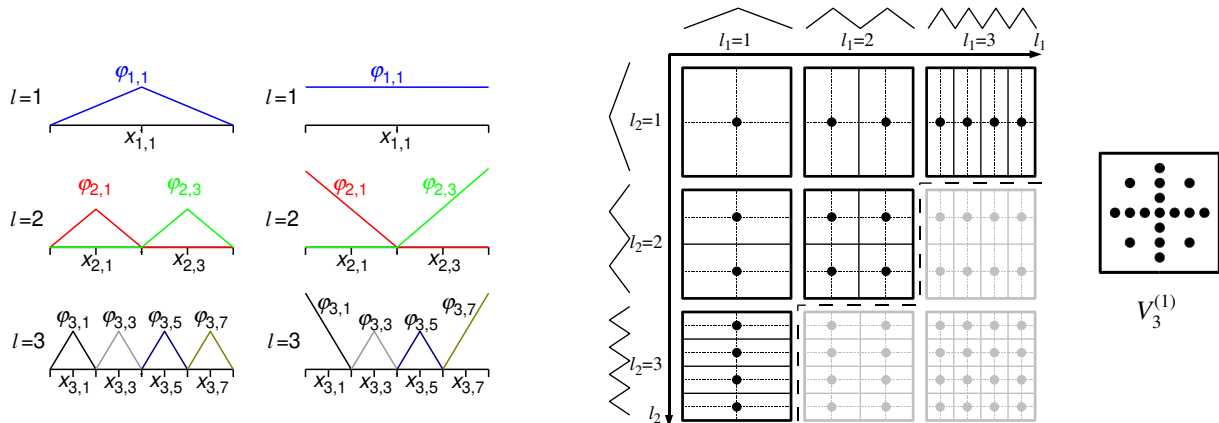 l=1
φ1,1
x1,1
l=2
φ2,1 φ2,3
x2,1 x2,3
l=3
φ3,1 φ3,3 φ3,5 φ3,7
x3,1 x3,3 x3,5 x3,7
l=1
φ1,1
x1,1
l=2
φ2,1 φ2,3
x2,1 x2,3
l=3
φ3,1 φ3,3 φ3,5 φ3,7
x3,1 x3,3 x3,5 x3,7
l1=1 l1=2 l1=3 l1
l2=1
l2=2
l2=3
l2
V3(1)